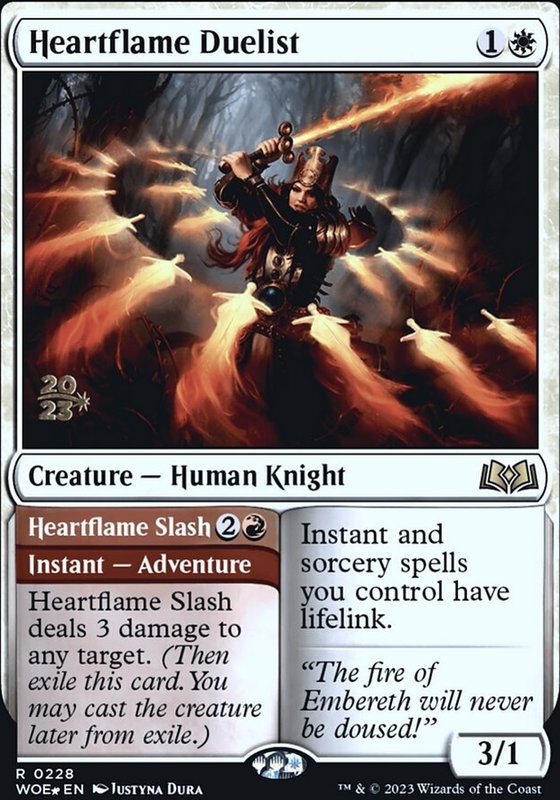 Heartflame Duelist 1
20
23
Creature — Human Knight
Heartflame Slash 2
Instant — Adventure
Heartflame Slash
deals 3 damage to
any target. (Then
exile this card. You
may cast the creature
later from exile.)
Instant and
sorcery spells
you control have
lifelink.
“The fire of
Embereth will never
be doused!”
3/1
R 0228
WOE★EN Justyna Dura
™ & © 2023 Wizards of the Coast